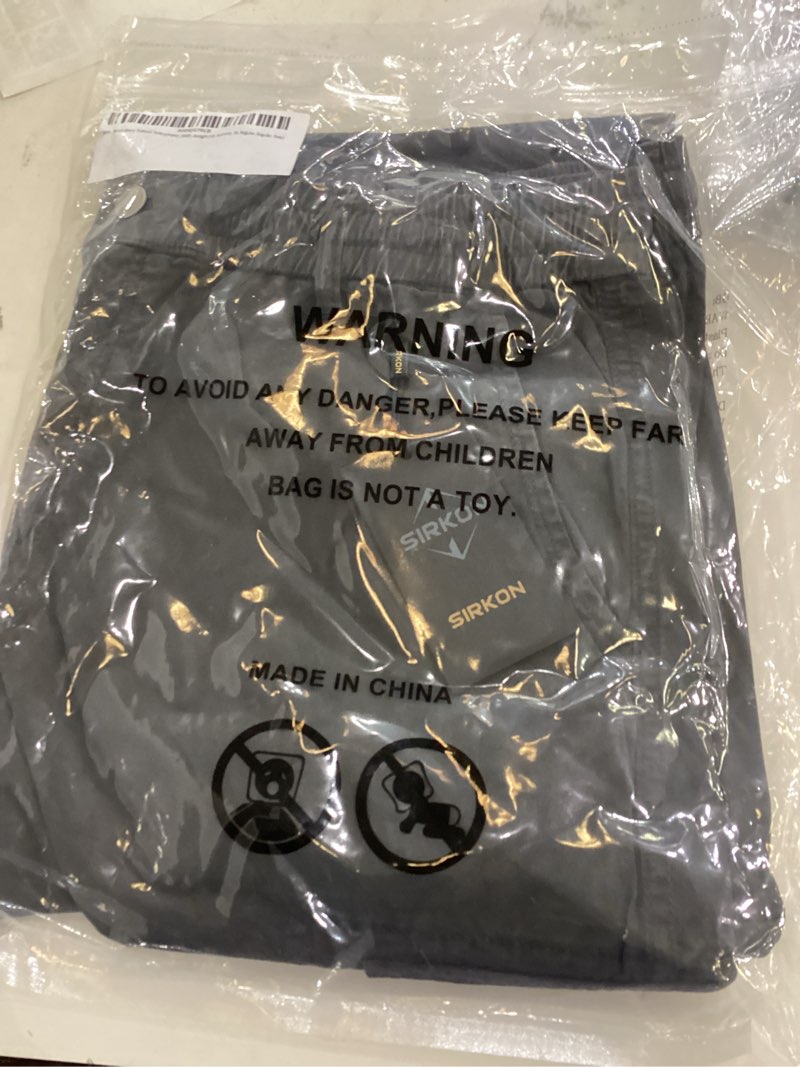 WARNING
TO AVOID ANY DANGER,PLEASE KEEP FAR
AWAY FROM CHILDREN
BAG IS NOT A TOY.
SIRKON
SIRKON
MADE IN CHINA